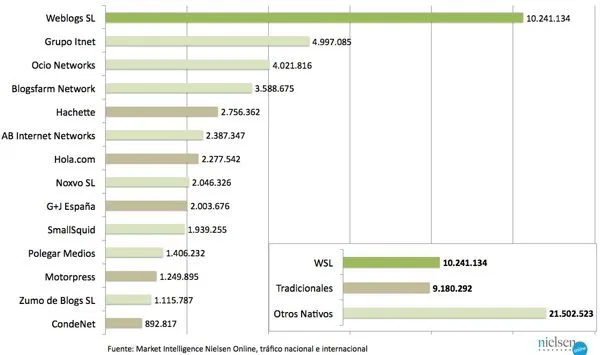 Weblogs SL 10.241.134
Grupo Itnet 4.997.085
Ocio Networks 4.021.816
Blogsfarm Network 3.588.675
Hachette 2.756.362
AB Internet Networks 2.387.347
Hola.com 2.277.542
Noxvo SL 2.046.326
G+J España 2.003.676
SmallSquid 1.939.255
Polegar Medios 1.406.232
Motorpress 1.249.895
Zumo de Blogs SL 1.115.787
CondeNet 892.817
WSL 10.241.134
Tradicionales 9.180.292
Otros Nativos 21.502.523
Fuente: Market Intelligence Nielsen Online, tráfico nacional e internacional
nielsen
online